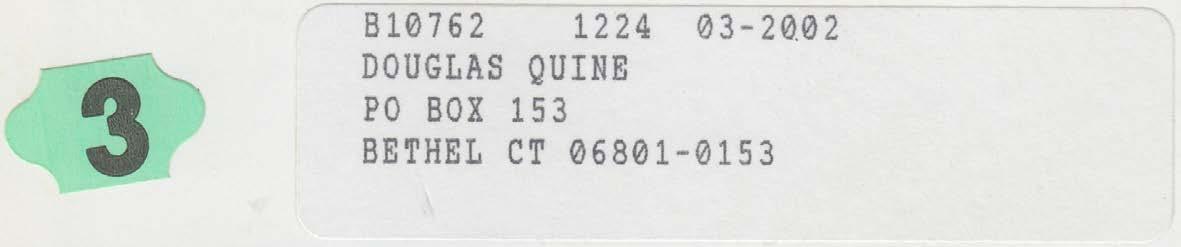 3
B10762 1224 03-2002
DOUGLAS QUINE
PO BOX 153
BETHEL CT 06801-0153